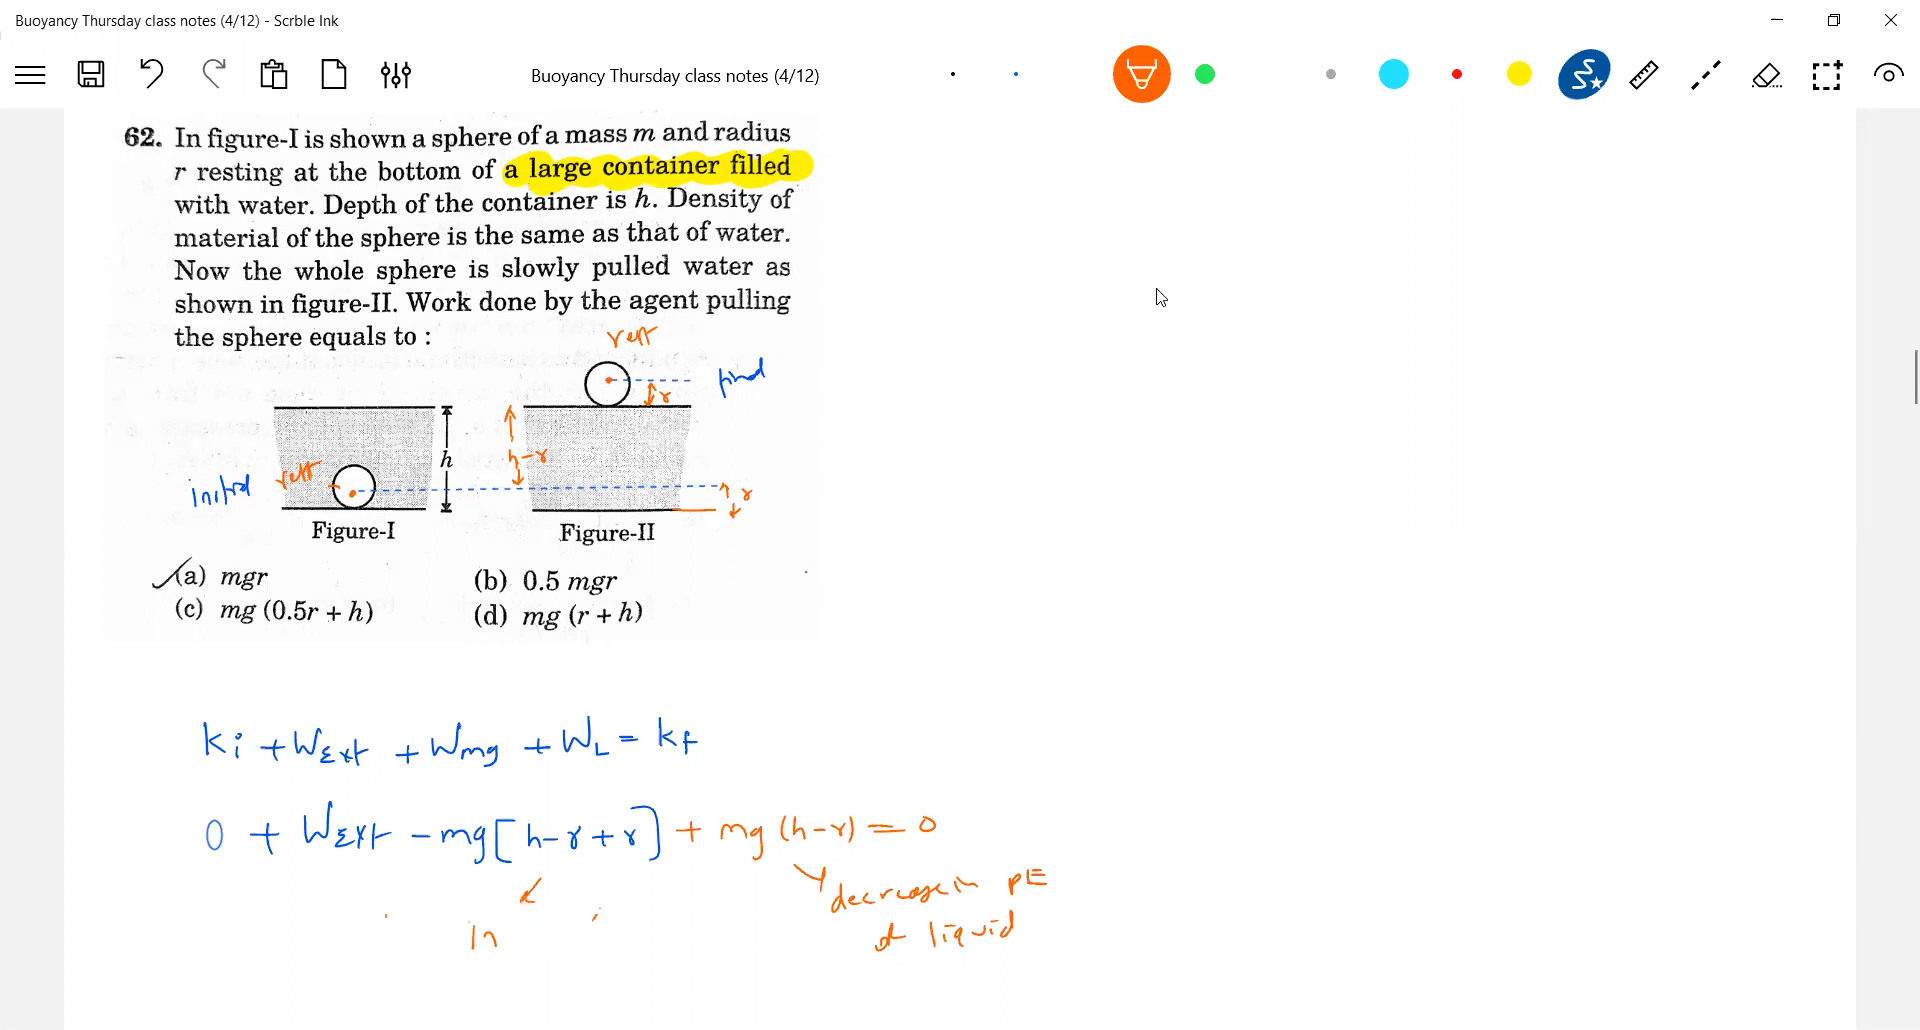 Buoyancy Thursday class notes (4/12) - Scrble Ink
Buoyancy Thursday class notes (4/12)
62. In figure-I is shown a sphere of a mass m and radius
r resting at the bottom of a large container filled
with water. Depth of the container is h. Density of
material of the sphere is the same as that of water.
Now the whole sphere is slowly pulled water as
shown in figure-II. Work done by the agent pulling
the sphere equals to :
rest
final
r
h
h-r
rest
initial
r
Figure-I
Figure-II
(a) mgr
(b) 0.5 mgr
(c) mg (0.5r + h)
(d) mg (r + h)
Ki + WExt + Wmg + WL = kf
0 + WExt - mg[h-r+r] + mg (h-r) = 0
decrease in PE
of liquid
In